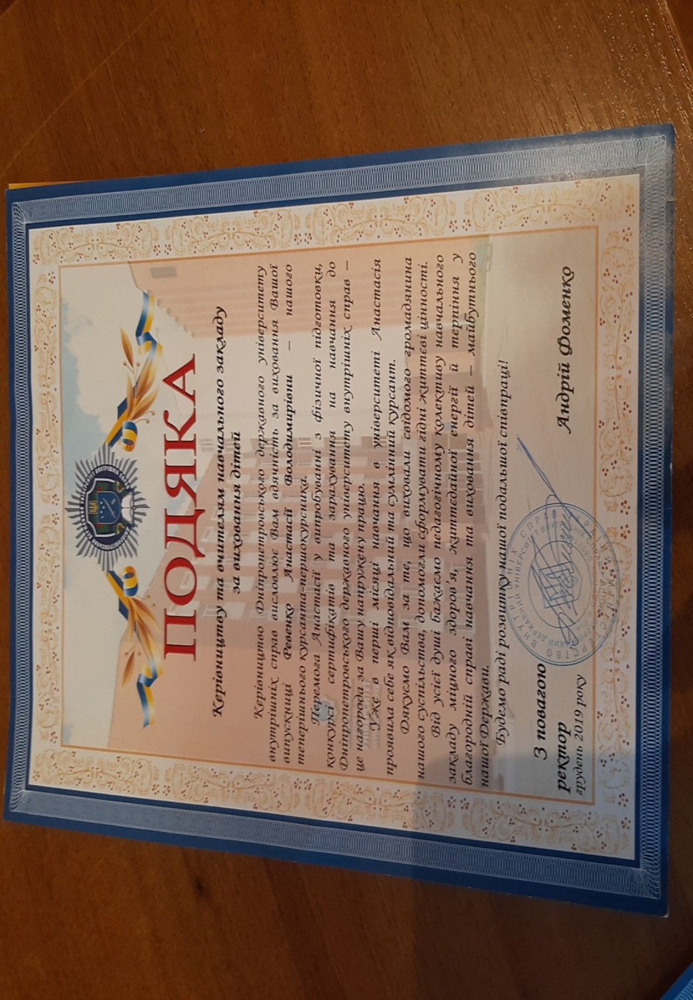 ПОДЯКА
Керівництву та вчителям навчального закладу
за виховання дітей
Керівництво Дніпропетровського державного університету
внутрішніх справ висловлює Вам вдячність за виховання Вашої
випускниці Ревенко Анастасії Володимирівни – нашого
теперішнього курсанта-першокурсника.
Перемога Анастасії у випробуванні з фізичної підготовки,
конкурсі сертифікатів та зарахування на навчання до
Дніпропетровського державного університету внутрішніх справ –
це нагорода за Вашу напружену працю.
Уже в перші місяці навчання в університеті Анастасія
проявила себе як відповідальний та сумлінний курсант.
Дякуємо Вам за те, що виховали свідомого громадянина
нашого суспільства, допомогли сформувати гідні життєві цінності.
Від усієї душі бажаємо педагогічному колективу навчального
закладу міцного здоров'я, життєдайної енергії й терпіння у
благородній справі навчання та виховання дітей – майбутнього
нашої Держави.
Будемо раді розвитку нашої подальшої співпраці!
З повагою
ректор Андрій Фоменко
грудень 2019 року